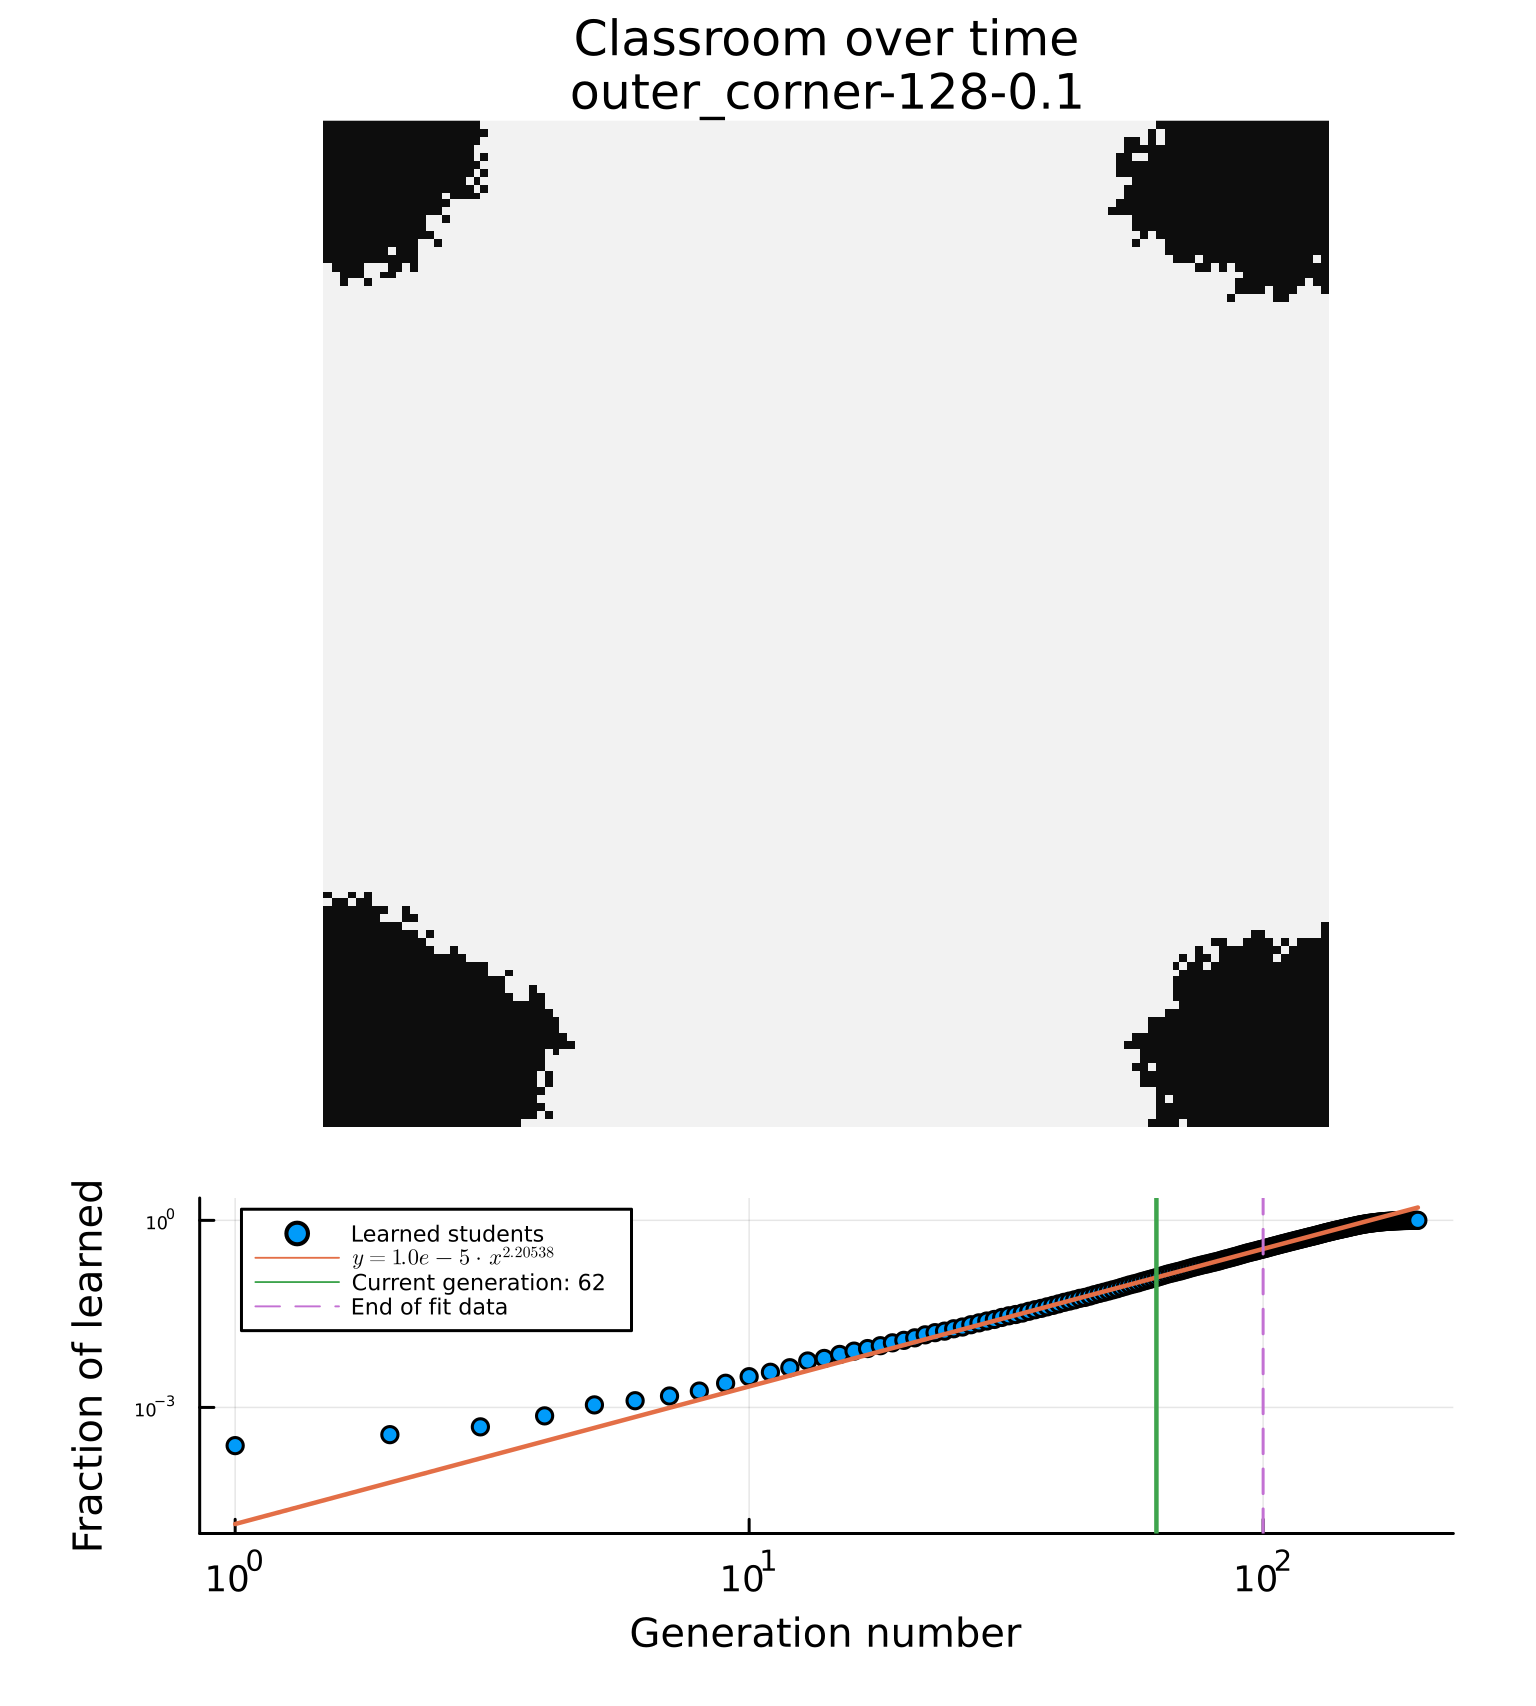 Classroom over time
outer_corner-128-0.1
Fraction of learned
10^0
10^−3
Learned students
y = 1.0e − 5 · x^2.20538
Current generation: 62
End of fit data
10^0
10^1
10^2
Generation number